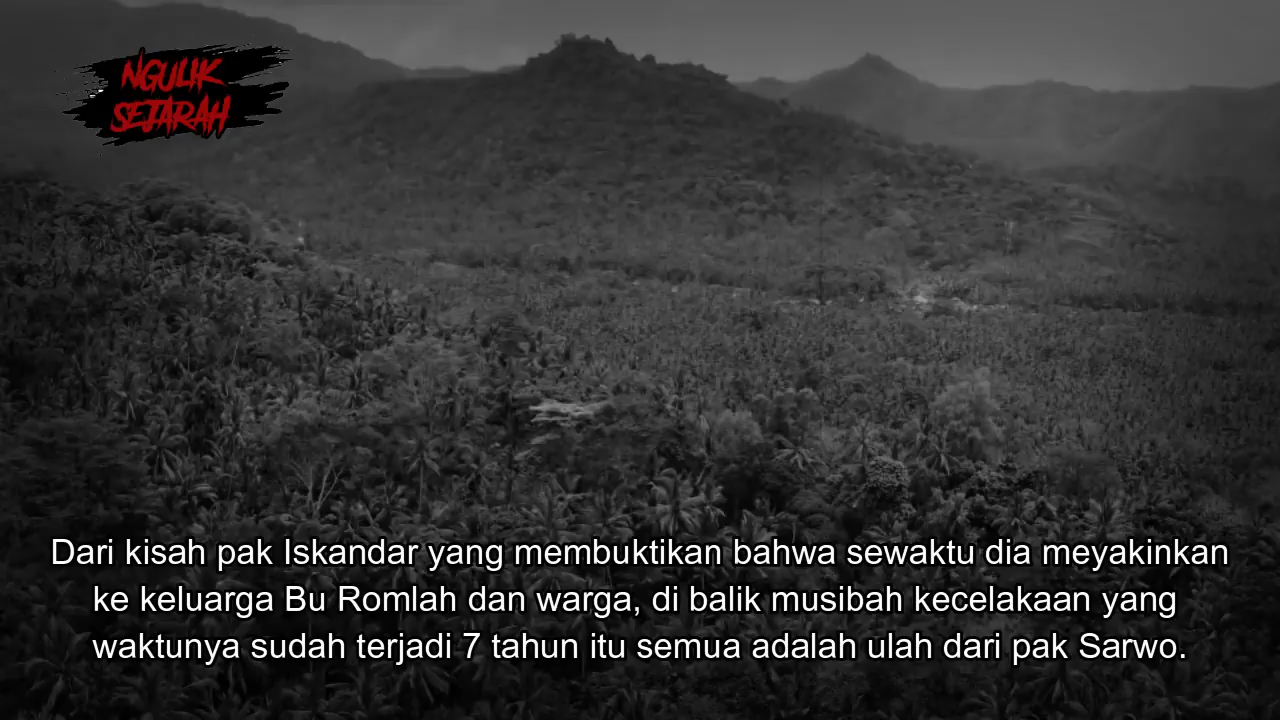 NGULIK
SEJARAH
Dari kisah pak Iskandar yang membuktikan bahwa sewaktu dia meyakinkan
ke keluarga Bu Romlah dan warga, di balik musibah kecelakaan yang
waktunya sudah terjadi 7 tahun itu semua adalah ulah dari pak Sarwo.